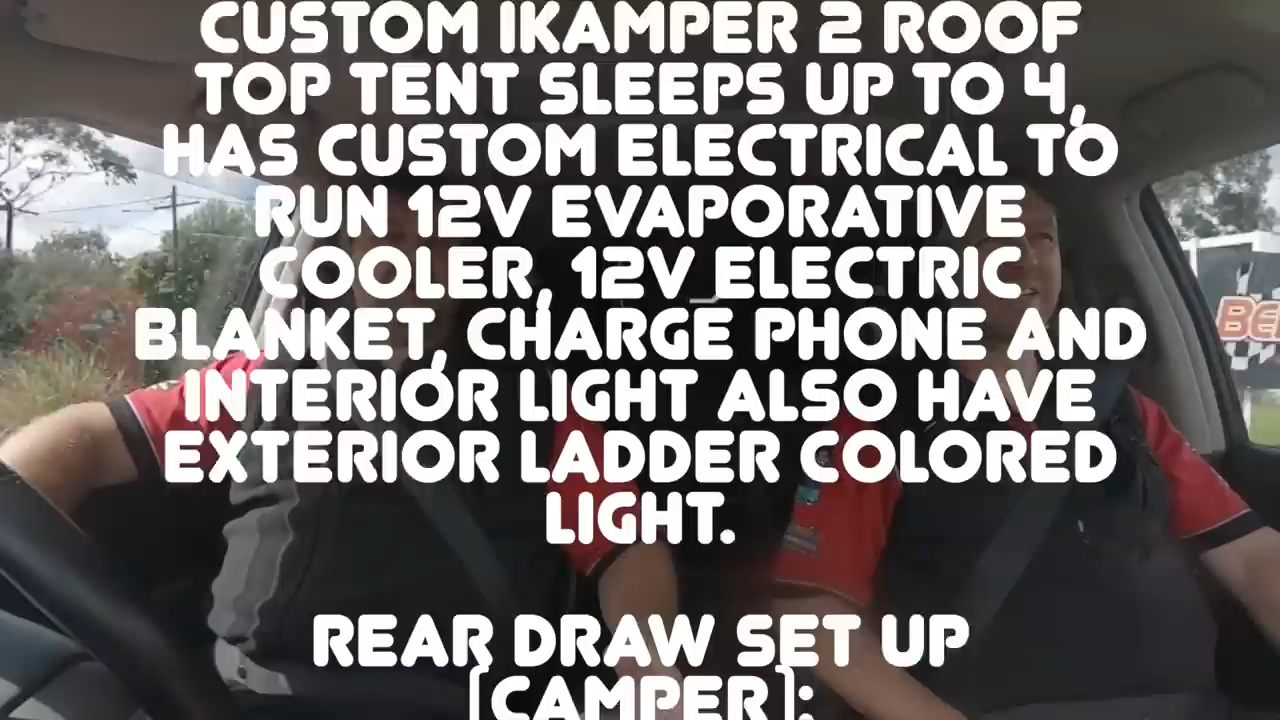 CUSTOM IKAMPER 2 ROOF
TOP TENT SLEEPS UP TO 4,
HAS CUSTOM ELECTRICAL TO
RUN 12V EVAPORATIVE
COOLER, 12V ELECTRIC
BLANKET, CHARGE PHONE AND
INTERIOR LIGHT ALSO HAVE
EXTERIOR LADDER COLORED
LIGHT.
REAR DRAW SET UP
[CAMPER]:
BE